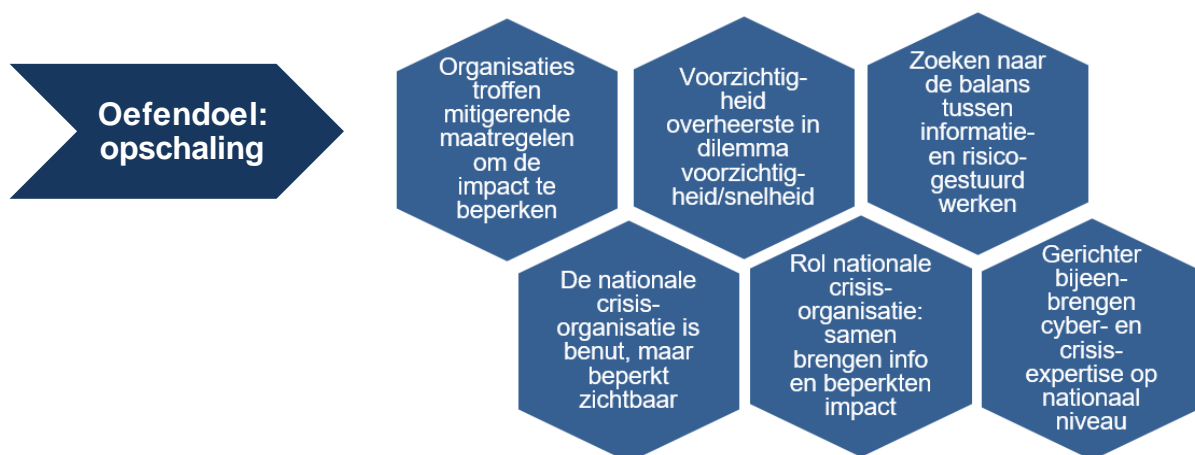 Oefendoel:
opschaling
Organisaties
troffen
mitigerende
maatregelen
om de
impact te
beperken
Voorzichtig-
heid
overheerste in
dilemma
voorzichtig-
heid/snelheid
Zoeken naar
de balans
tussen
informatie-
en risico-
gestuurd
werken
De nationale
crisis-
organisatie is
benut, maar
beperkt
zichtbaar
Rol nationale
crisis-
organisatie:
samen
brengen info
en beperkten
impact
Gerichter
bijeen-
brengen
cyber- en
crisis-
expertise op
nationaal
niveau